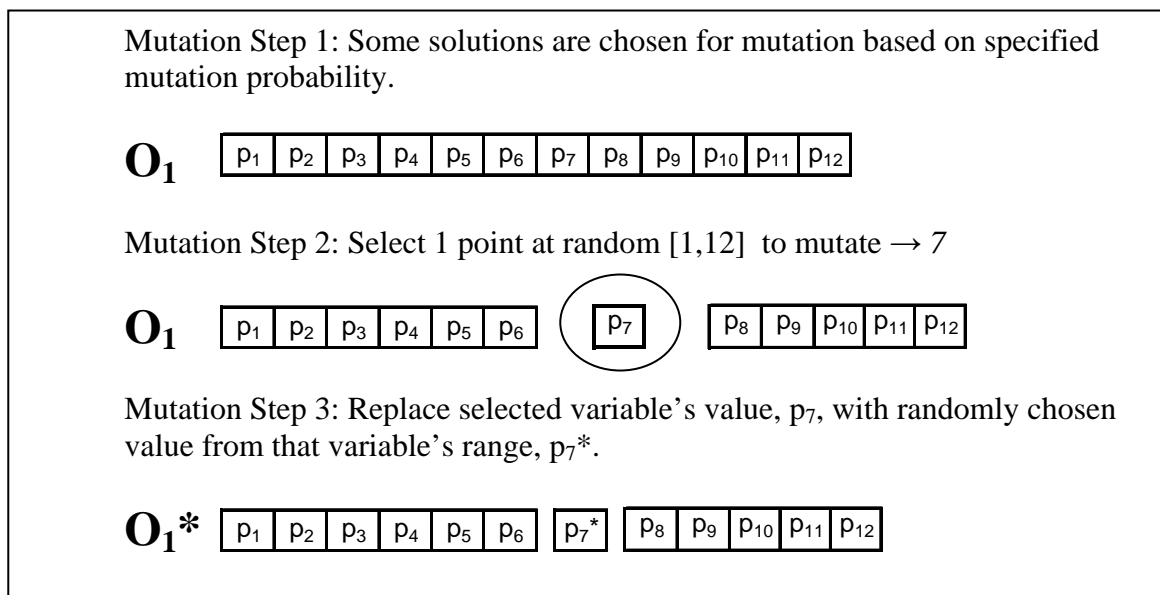 Mutation Step 1: Some solutions are chosen for mutation based on specified
mutation probability.
O₁ p₁ p₂ p₃ p₄ p₅ p₆ p₇ p₈ p₉ p₁₀ p₁₁ p₁₂
Mutation Step 2: Select 1 point at random [1,12] to mutate → 7
O₁ p₁ p₂ p₃ p₄ p₅ p₆ p₇ p₈ p₉ p₁₀ p₁₁ p₁₂
Mutation Step 3: Replace selected variable’s value, p₇, with randomly chosen
value from that variable’s range, p₇*.
O₁* p₁ p₂ p₃ p₄ p₅ p₆ p₇* p₈ p₉ p₁₀ p₁₁ p₁₂